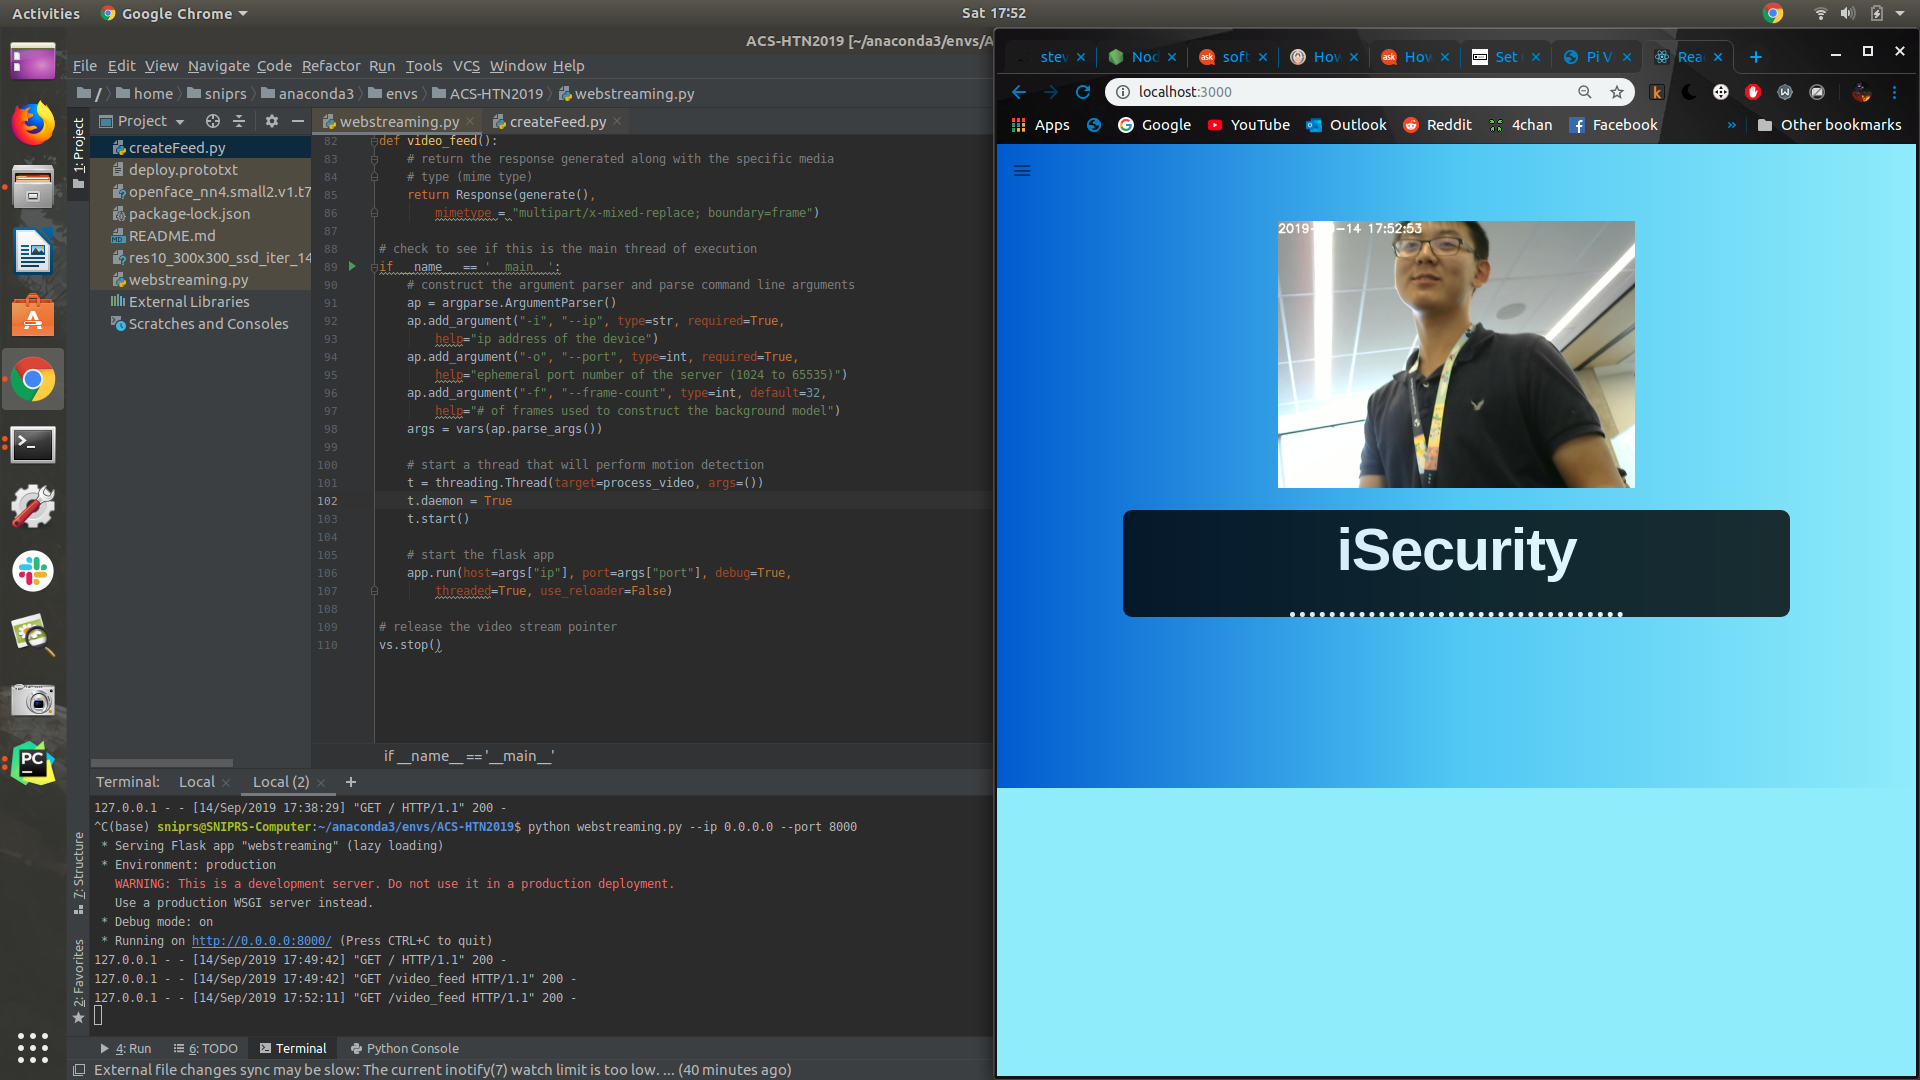 Activities
Google Chrome
Sat 17:52
ACS-HTN2019 [~/anaconda3/envs/A
File Edit View Navigate Code Refactor Run Tools VCS Window Help
/ home sniprs anaconda3 envs ACS-HTN2019 webstreaming.py
1: Project
Project
webstreaming.py
createFeed.py
createFeed.py
deploy.prototxt
openface_nn4.small2.v1.t7
package-lock.json
README.md
res10_300x300_ssd_iter_14
webstreaming.py
External Libraries
Scratches and Consoles
82 def video_feed():
83 # return the response generated along with the specific media
84 # type (mime type)
85 return Response(generate(),
86 mimetype = "multipart/x-mixed-replace; boundary=frame")
87
88 # check to see if this is the main thread of execution
89 if __name__ == '__main__':
90 # construct the argument parser and parse command line arguments
91 ap = argparse.ArgumentParser()
92 ap.add_argument("-i", "--ip", type=str, required=True,
93 help="ip address of the device")
94 ap.add_argument("-o", "--port", type=int, required=True,
95 help="ephemeral port number of the server (1024 to 65535)")
96 ap.add_argument("-f", "--frame-count", type=int, default=32,
97 help="# of frames used to construct the background model")
98 args = vars(ap.parse_args())
99
100 # start a thread that will perform motion detection
101 t = threading.Thread(target=process_video, args=())
102 t.daemon = True
103 t.start()
104
105 # start the flask app
106 app.run(host=args["ip"], port=args["port"], debug=True,
107 threaded=True, use_reloader=False)
108
109 # release the video stream pointer
110 vs.stop()
if __name__ == '__main__'
Terminal: Local Local (2)
127.0.0.1 - - [14/Sep/2019 17:38:29] "GET / HTTP/1.1" 200 -
^C(base) sniprs@SNIPRS-Computer:~/anaconda3/envs/ACS-HTN2019$ python webstreaming.py --ip 0.0.0.0 --port 8000
* Serving Flask app "webstreaming" (lazy loading)
* Environment: production
WARNING: This is a development server. Do not use it in a production deployment.
Use a production WSGI server instead.
* Debug mode: on
* Running on http://0.0.0.0:8000/ (Press CTRL+C to quit)
127.0.0.1 - - [14/Sep/2019 17:49:42] "GET / HTTP/1.1" 200 -
127.0.0.1 - - [14/Sep/2019 17:49:42] "GET /video_feed HTTP/1.1" 200 -
127.0.0.1 - - [14/Sep/2019 17:52:11] "GET /video_feed HTTP/1.1" 200 -
7: Structure
2: Favorites
4: Run 6: TODO Terminal Python Console
External file changes sync may be slow: The current inotify(7) watch limit is too low. ... (40 minutes ago)
PC
stev Nod ask soft How ask How Set Pi V Rea
localhost:3000
Apps Google YouTube Outlook Reddit 4chan Facebook » Other bookmarks
17:52:53
iSecurity